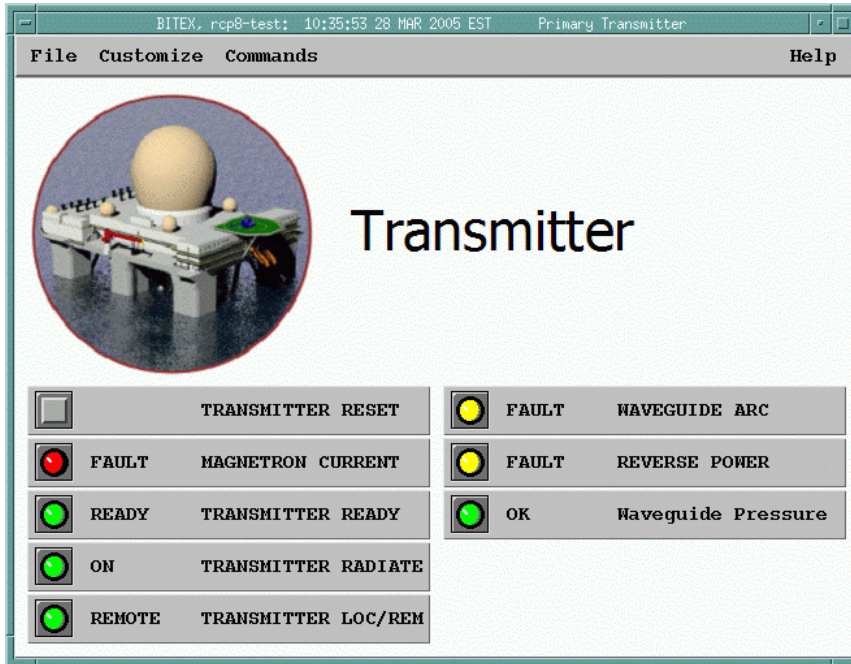 BITEX, rcp8-test: 10:35:53 28 MAR 2005 EST Primary Transmitter
File Customize Commands Help
Transmitter
TRANSMITTER RESET
FAULT MAGNETRON CURRENT
READY TRANSMITTER READY
ON TRANSMITTER RADIATE
REMOTE TRANSMITTER LOC/REM
FAULT WAVEGUIDE ARC
FAULT REVERSE POWER
OK Waveguide Pressure